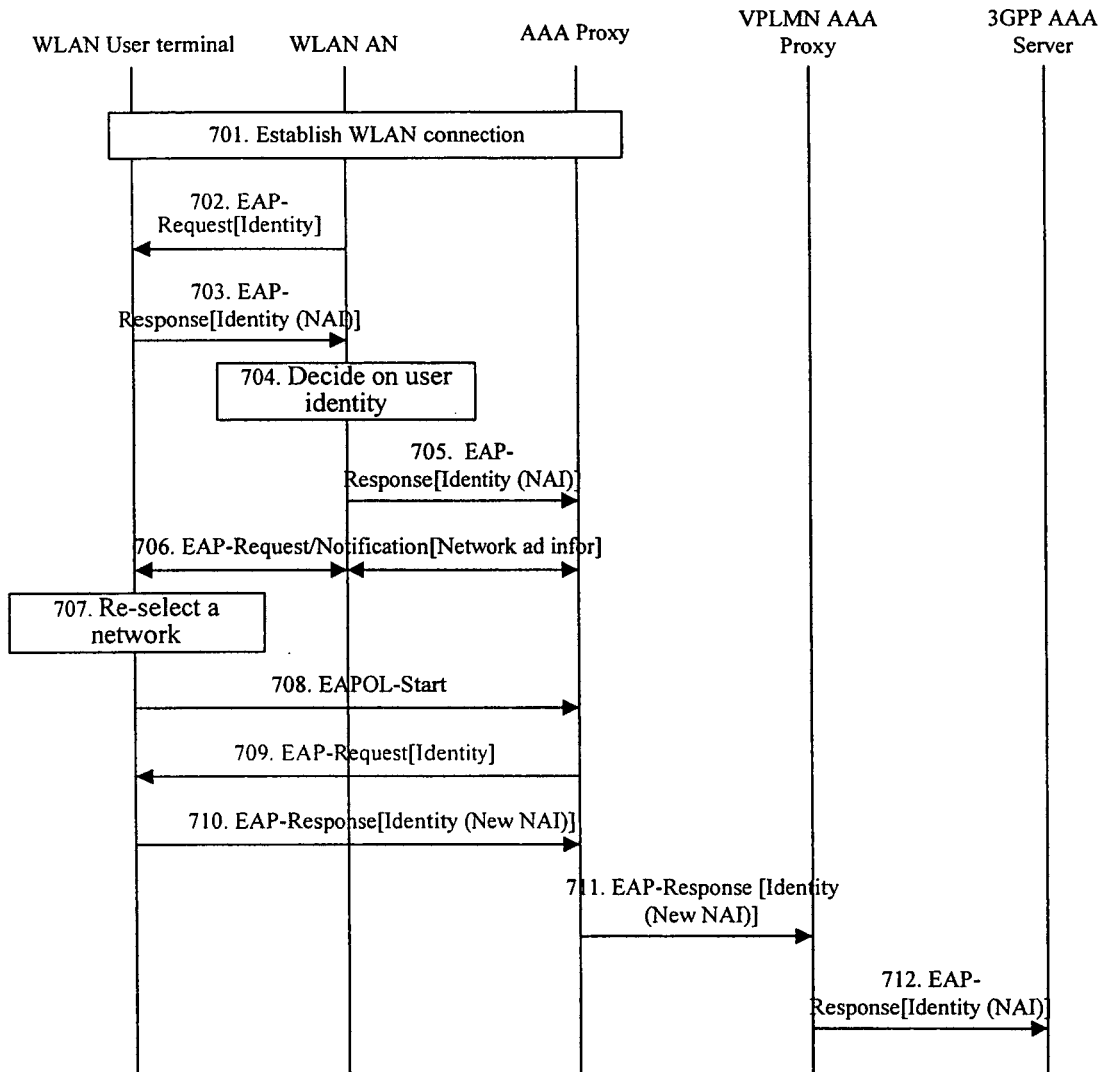 WLAN User terminal
WLAN AN
AAA Proxy
VPLMN AAA
Proxy
3GPP AAA
Server
701. Establish WLAN connection
702. EAP-
Request[Identity]
703. EAP-
Response[Identity (NAI)]
704. Decide on user
identity
705. EAP-
Response[Identity (NAI)]
706. EAP-Request/Notification[Network ad infor]
707. Re-select a
network
708. EAPOL-Start
709. EAP-Request[Identity]
710. EAP-Response[Identity (New NAI)]
711. EAP-Response [Identity
(New NAI)]
712. EAP-
Response[Identity (NAI)]